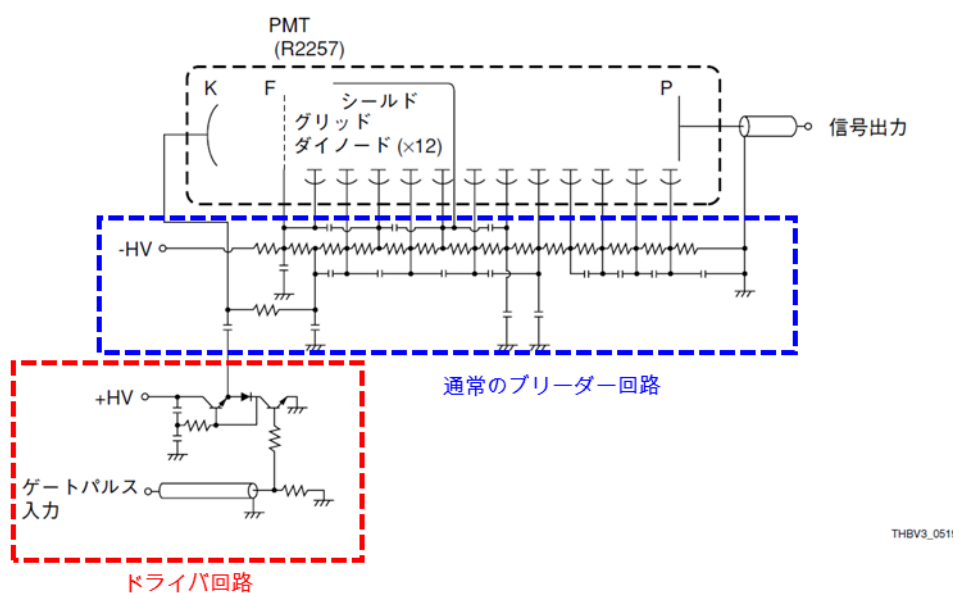 PMT
(R2257)
K
F
シールド
グリッド
ダイノード (×12)
P
信号出力
-HV
通常のブリーダー回路
+HV
ゲートパルス
入力
THBV3_0519
ドライバ回路